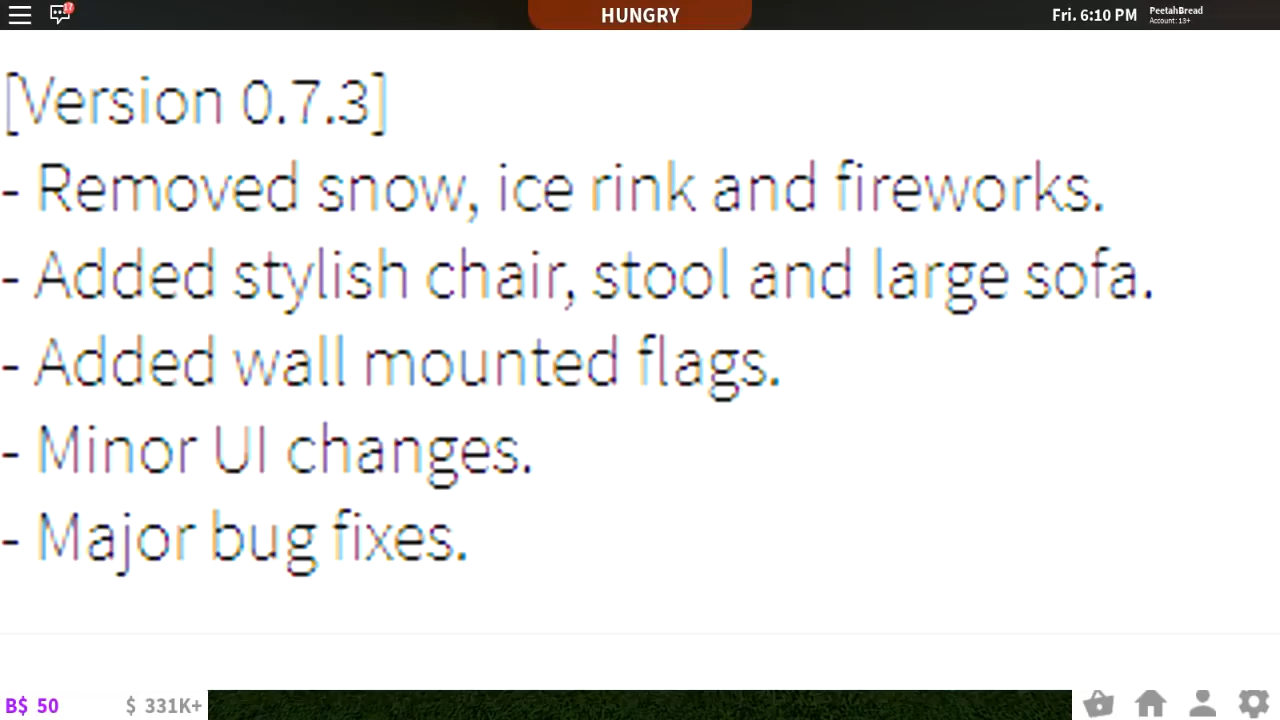 17
HUNGRY
Fri. 6:10 PM
PeetahBread
Account: 13+
[Version 0.7.3]
- Removed snow, ice rink and fireworks.
- Added stylish chair, stool and large sofa.
- Added wall mounted flags.
- Minor UI changes.
- Major bug fixes.
B$ 50
$ 331K+